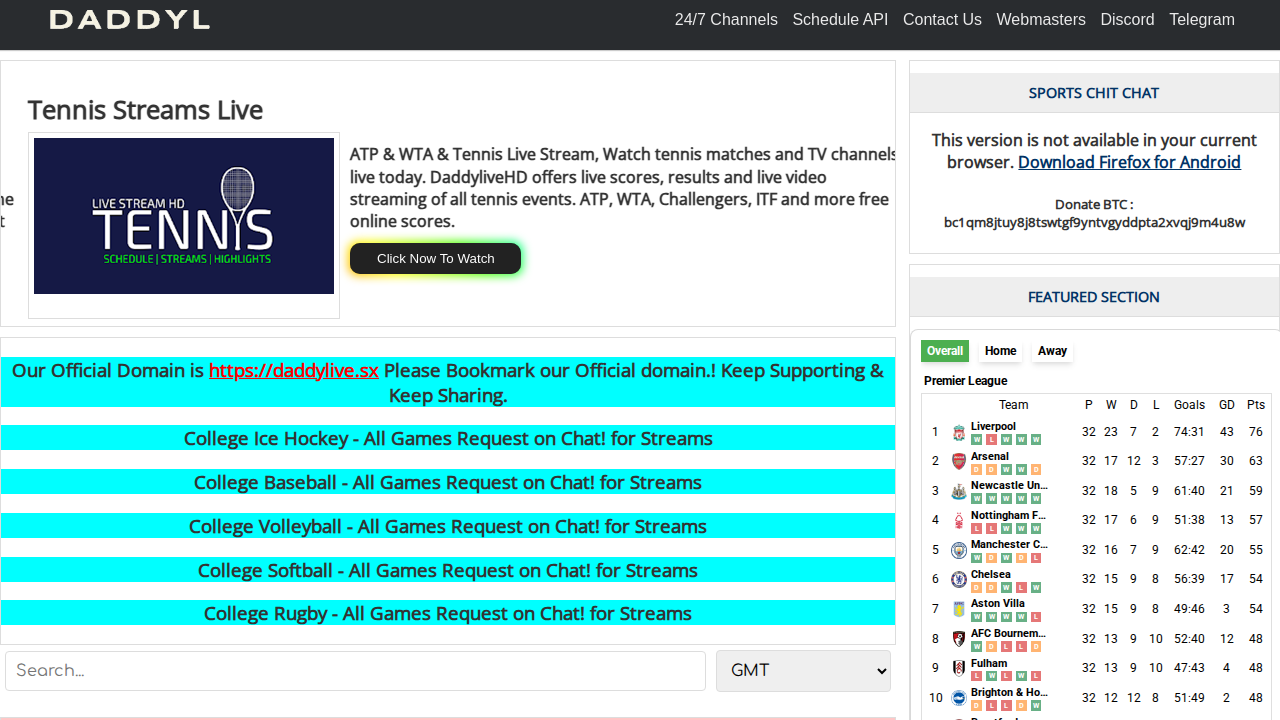 DADDYL
24/7 Channels Schedule API Contact Us Webmasters Discord Telegram
Tennis Streams Live
LIVE STREAM HD
TENNIS
SCHEDULE | STREAMS | HIGHLIGHTS
ATP & WTA & Tennis Live Stream, Watch tennis matches and TV channels
live today. DaddyliveHD offers live scores, results and live video
streaming of all tennis events. ATP, WTA, Challengers, ITF and more free
online scores.
Click Now To Watch
Our Official Domain is https://daddylive.sx Please Bookmark our Official domain.! Keep Supporting &
Keep Sharing.
College Ice Hockey - All Games Request on Chat! for Streams
College Baseball - All Games Request on Chat! for Streams
College Volleyball - All Games Request on Chat! for Streams
College Softball - All Games Request on Chat! for Streams
College Rugby - All Games Request on Chat! for Streams
Search...
GMT
SPORTS CHIT CHAT
This version is not available in your current
browser. Download Firefox for Android
Donate BTC :
bc1qm8jtuy8j8tswtgf9yntvgyddpta2xvqj9m4u8w
FEATURED SECTION
Overall Home Away
Premier League
Team P W D L Goals GD Pts
1 Liverpool 32 23 7 2 74:31 43 76
W L W W W
2 Arsenal 32 17 12 3 57:27 30 63
D D W W D
3 Newcastle Un... 32 18 5 9 61:40 21 59
W W W W W
4 Nottingham F... 32 17 6 9 51:38 13 57
L L W W W
5 Manchester C... 32 16 7 9 62:42 20 55
W D W D L
6 Chelsea 32 15 9 8 56:39 17 54
D D W L W
7 Aston Villa 32 15 9 8 49:46 3 54
W W W W L
8 AFC Bournem... 32 13 9 10 52:40 12 48
W D L L D
9 Fulham 32 13 9 10 47:43 4 48
L W L W L
10 Brighton & Ho... 32 12 12 8 51:49 2 48
D L L D W